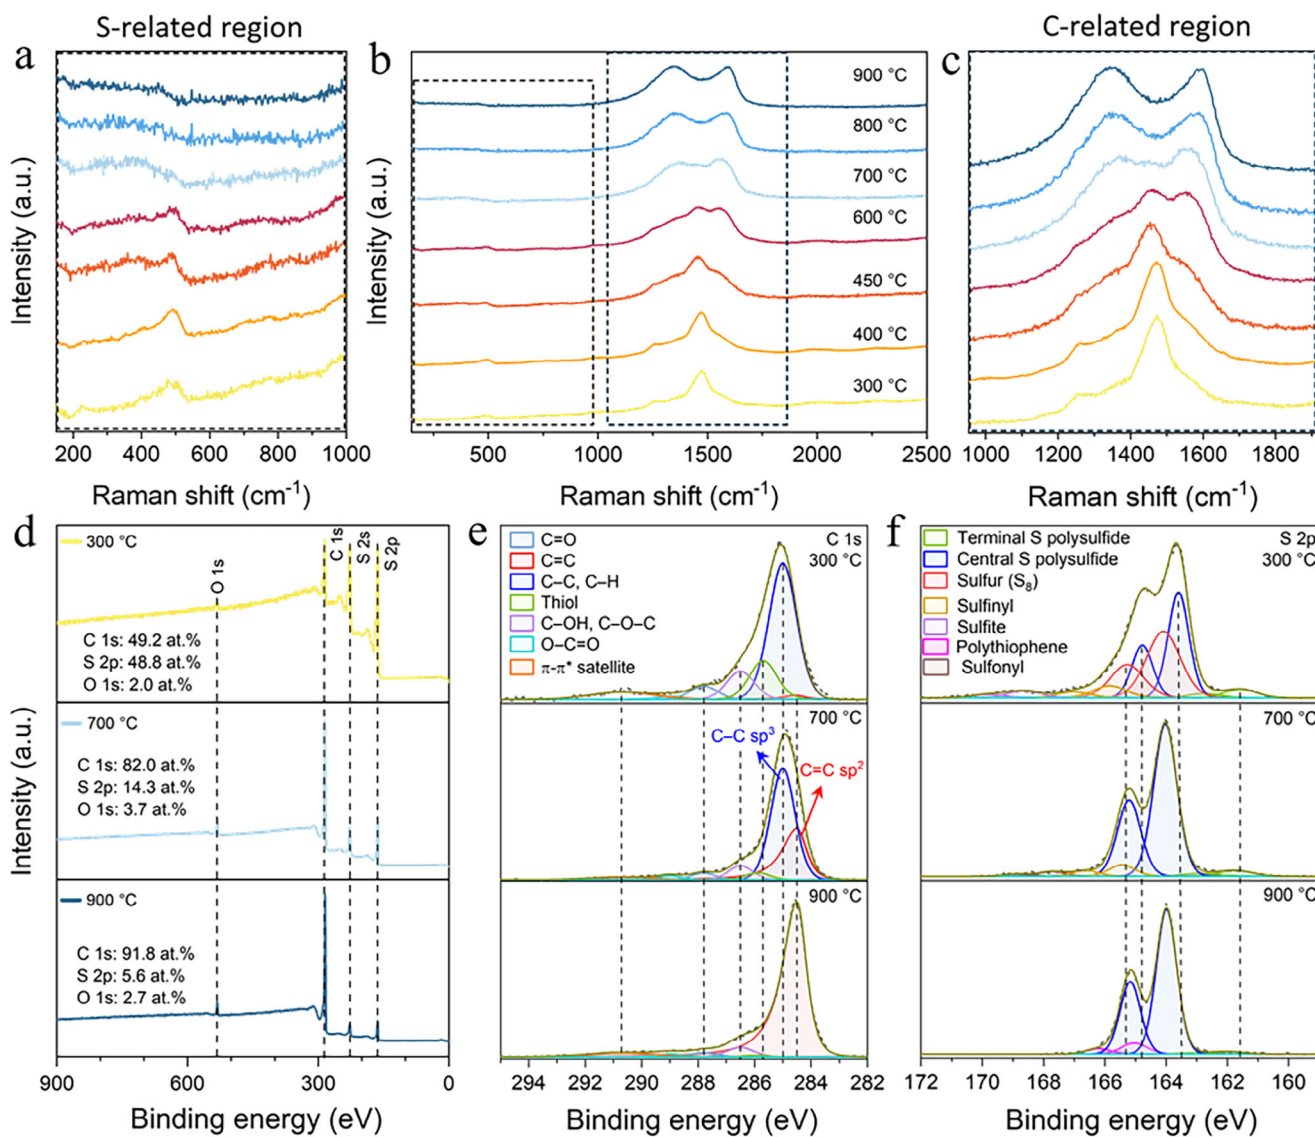 S-related region
C-related region
a
b
c
900 °C
800 °C
700 °C
600 °C
450 °C
400 °C
300 °C
Intensity (a.u.)
Intensity (a.u.)
200 400 600 800 1000
500 1000 1500 2000 2500
1000 1200 1400 1600 1800
Raman shift (cm⁻¹)
Raman shift (cm⁻¹)
Raman shift (cm⁻¹)
d
300 °C
O 1s
C 1s
S 2s
S 2p
C 1s: 49.2 at.%
S 2p: 48.8 at.%
O 1s: 2.0 at.%
700 °C
C 1s: 82.0 at.%
S 2p: 14.3 at.%
O 1s: 3.7 at.%
900 °C
C 1s: 91.8 at.%
S 2p: 5.6 at.%
O 1s: 2.7 at.%
Intensity (a.u.)
900 600 300 0
Binding energy (eV)
e
C=O
C=C
C–C, C–H
Thiol
C–OH, C–O–C
O–C=O
π-π* satellite
C 1s
300 °C
700 °C
C–C sp³
C=C sp²
900 °C
294 292 290 288 286 284 282
Binding energy (eV)
f
Terminal S polysulfide
Central S polysulfide
Sulfur (S₈)
Sulfinyl
Sulfite
Polythiophene
Sulfonyl
S 2p
300 °C
700 °C
900 °C
172 170 168 166 164 162 160
Binding energy (eV)